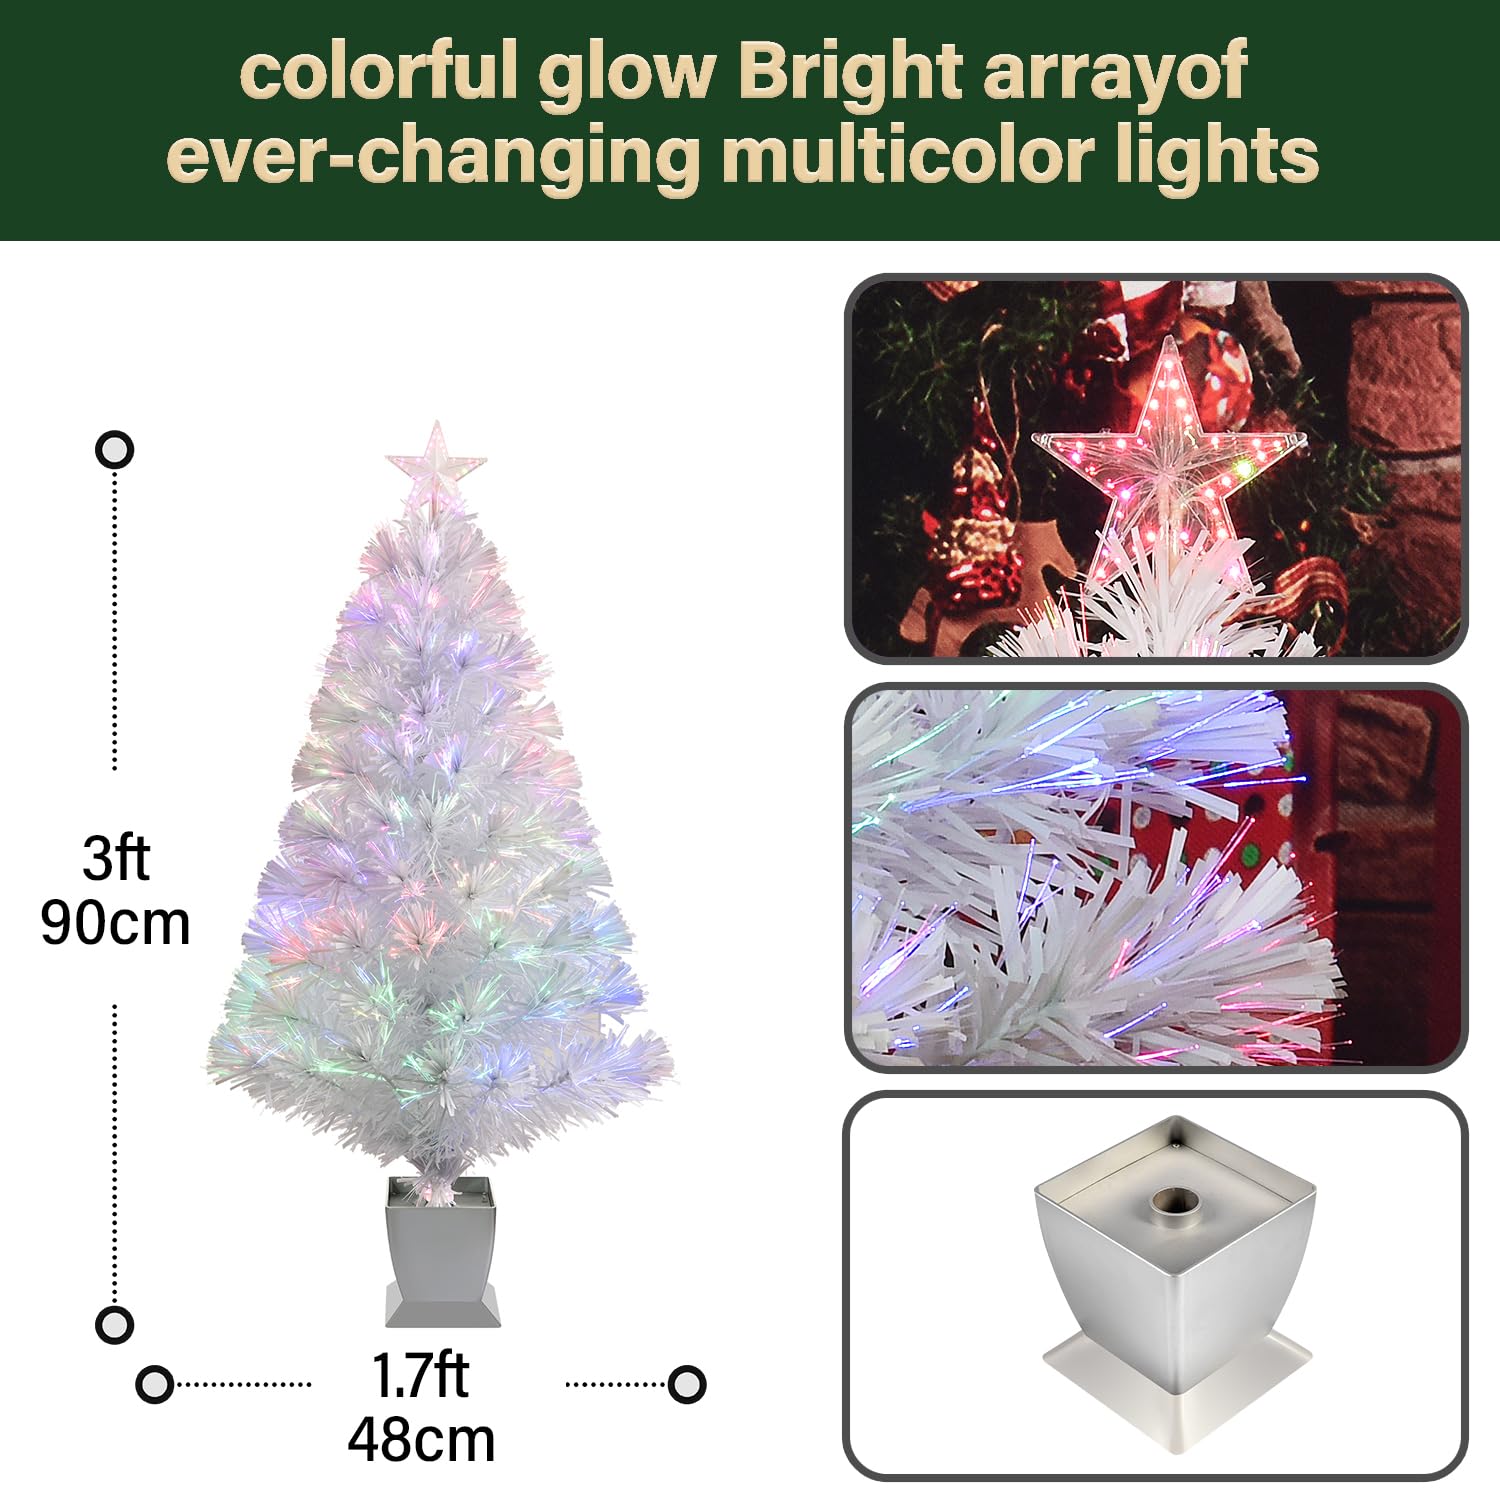 colorful glow Bright arrayof
ever-changing multicolor lights
3ft
90cm
1.7ft
48cm